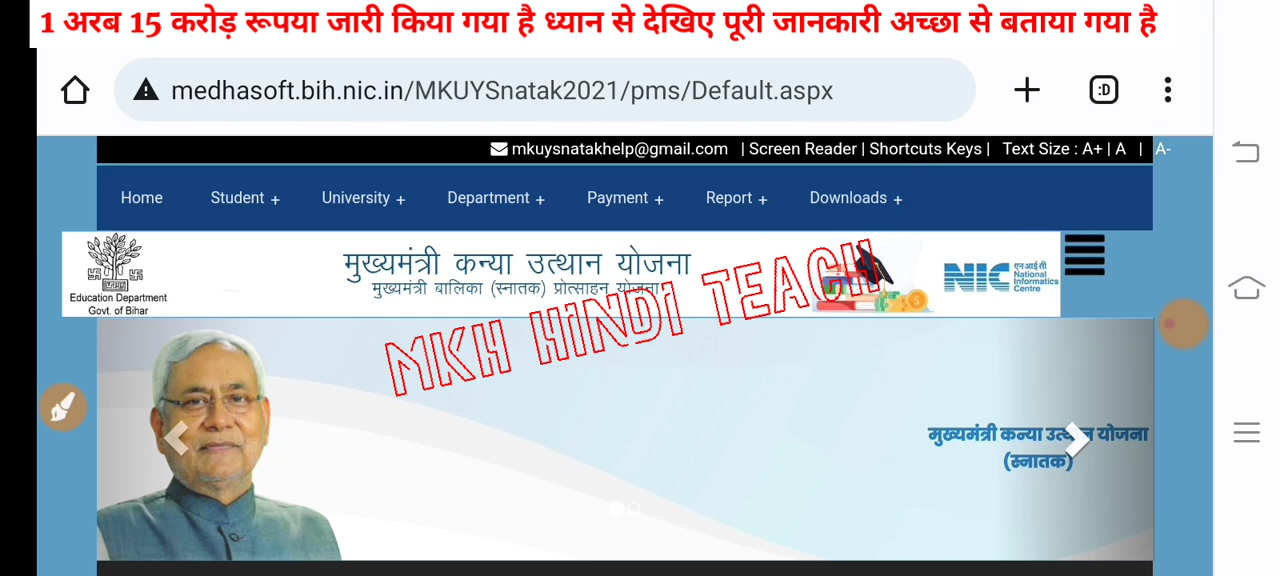 1 अरब 15 करोड़ रूपया जारी किया गया है ध्यान से देखिए पूरी जानकारी अच्छा से बताया गया है
medhasoft.bih.nic.in/MKUYSnatak2021/pms/Default.aspx
:D
mkuysnatakhelp@gmail.com | Screen Reader | Shortcuts Keys | Text Size : A+ | A | A-
Home Student + University + Department + Payment + Report + Downloads +
मुख्यमंत्री कन्या उत्थान योजना
मुख्यमंत्री बालिका (स्नातक) प्रोत्साहन योजना
Education Department
Govt. of Bihar
NIC एनआईसी
National
Informatics
Centre
MKH HiNDi TEACH
मुख्यमंत्री कन्या उत्थान योजना
(स्नातक)